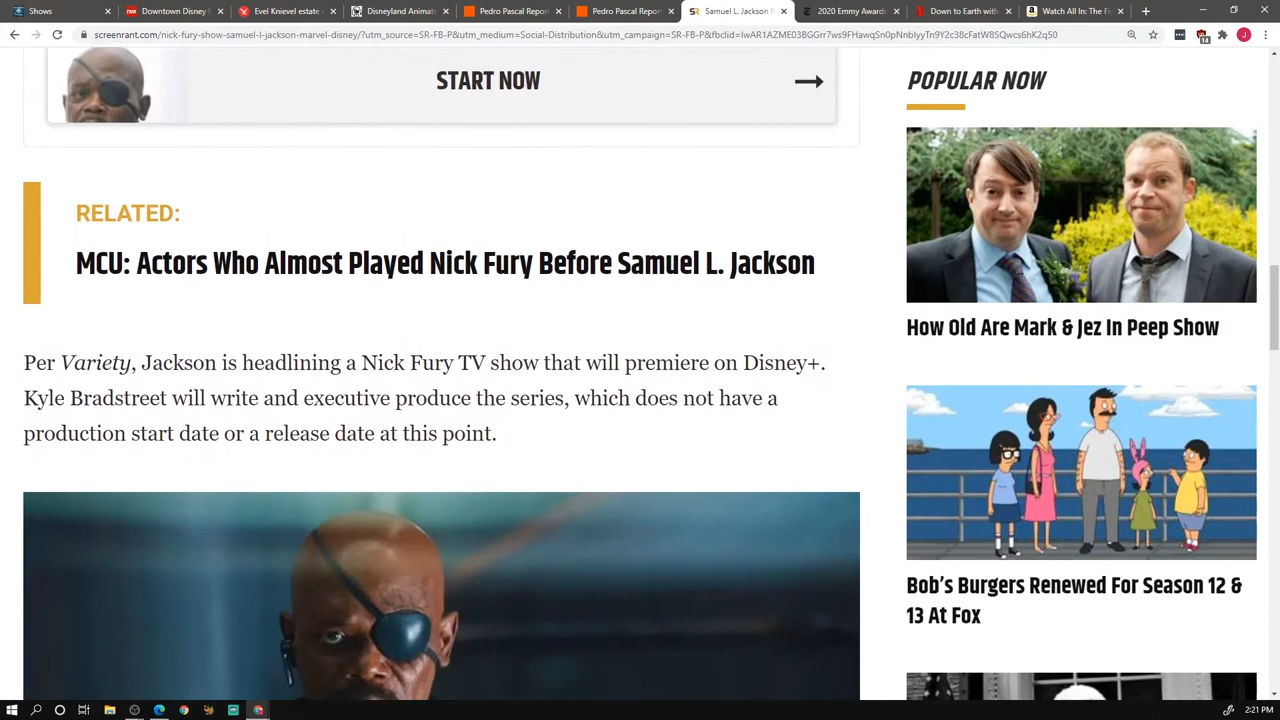 Shows
Downtown Disney
Evel Knievel estate
Disneyland Animat
Pedro Pascal Report
Pedro Pascal Report
Samuel L. Jackson
2020 Emmy Award
Down to Earth with
Watch All In: The Fi
screenrant.com/nick-fury-show-samuel-l-jackson-marvel-disney/?utm_source=SR-FB-P&utm_medium=Social-Distribution&utm_campaign=SR-FB-P&fbclid=IwAR1AZME03BGGrr7ws9FHawqSn0pNnbIyyTn9Y2c38cFatW8SQwcs6hK2q50
14
J
START NOW
RELATED:
MCU: Actors Who Almost Played Nick Fury Before Samuel L. Jackson
Per Variety, Jackson is headlining a Nick Fury TV show that will premiere on Disney+.
Kyle Bradstreet will write and executive produce the series, which does not have a
production start date or a release date at this point.
POPULAR NOW
How Old Are Mark & Jez In Peep Show
Bob's Burgers Renewed For Season 12 &
13 At Fox
2:21 PM